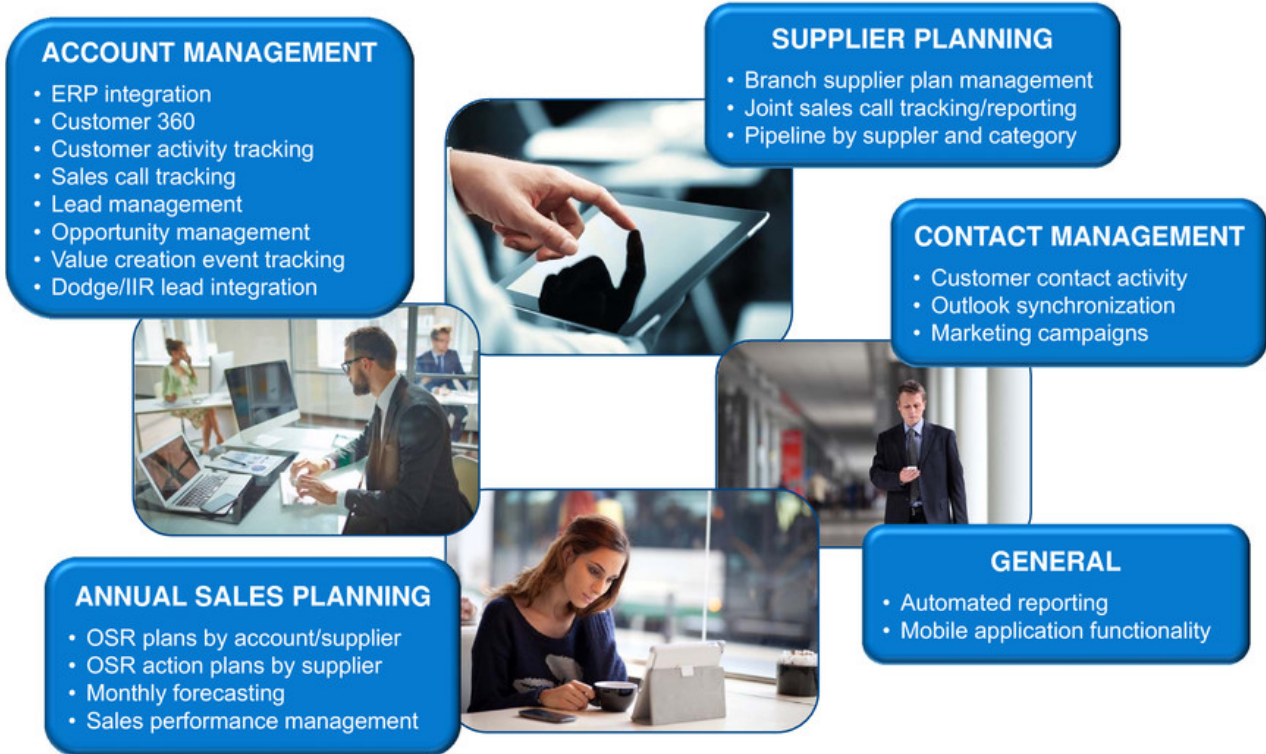 ACCOUNT MANAGEMENT
• ERP integration
• Customer 360
• Customer activity tracking
• Sales call tracking
• Lead management
• Opportunity management
• Value creation event tracking
• Dodge/IIR lead integration
SUPPLIER PLANNING
• Branch supplier plan management
• Joint sales call tracking/reporting
• Pipeline by suppler and category
CONTACT MANAGEMENT
• Customer contact activity
• Outlook synchronization
• Marketing campaigns
ANNUAL SALES PLANNING
• OSR plans by account/supplier
• OSR action plans by supplier
• Monthly forecasting
• Sales performance management
GENERAL
• Automated reporting
• Mobile application functionality